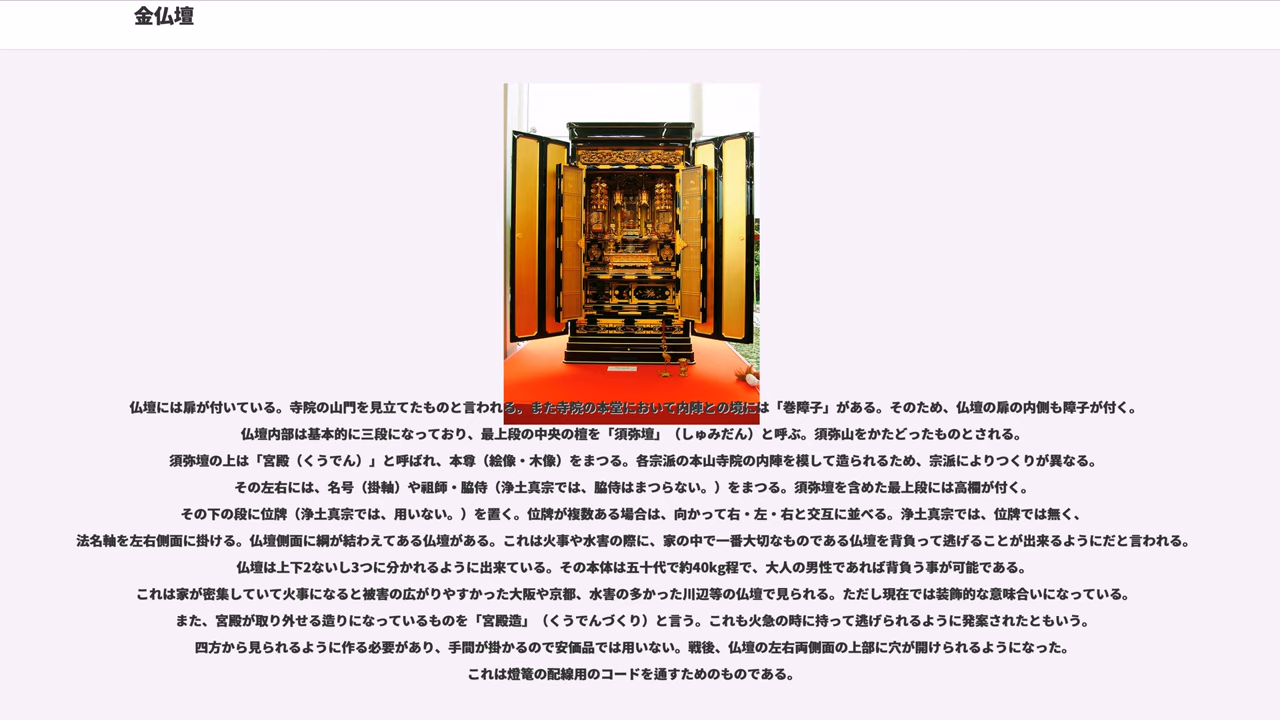 金仏壇
仏壇には扉が付いている。寺院の山門を見立てたものと言われる。また寺院の本堂において内陣との境には「巻障子」がある。そのため、仏壇の扉の内側も障子が付く。
仏壇内部は基本的に三段になっており、最上段の中央の檀を「須弥壇」（しゅみだん）と呼ぶ。須弥山をかたどったものとされる。
須弥壇の上は「宮殿（くうでん）」と呼ばれ、本尊（絵像・木像）をまつる。各宗派の本山寺院の内陣を模して造られるため、宗派によりつくりが異なる。
その左右には、名号（掛軸）や祖師・脇侍（浄土真宗では、脇侍はまつらない。）をまつる。須弥壇を含めた最上段には高欄が付く。
その下の段に位牌（浄土真宗では、用いない。）を置く。位牌が複数ある場合は、向かって右・左・右と交互に並べる。浄土真宗では、位牌では無く、
法名軸を左右側面に掛ける。仏壇側面に綱が結わえてある仏壇がある。これは火事や水害の際に、家の中で一番大切なものである仏壇を背負って逃げることが出来るようにだと言われる。
仏壇は上下2ないし3つに分かれるように出来ている。その本体は五十代で約40kg程で、大人の男性であれば背負う事が可能である。
これは家が密集していて火事になると被害の広がりやすかった大阪や京都、水害の多かった川辺等の仏壇で見られる。ただし現在では装飾的な意味合いになっている。
また、宮殿が取り外せる造りになっているものを「宮殿造」（くうでんづくり）と言う。これも火急の時に持って逃げられるように発案されたともいう。
四方から見られるように作る必要があり、手間が掛かるので安価品では用いない。戦後、仏壇の左右両側面の上部に穴が開けられるようになった。
これは燈篭の配線用のコードを通すためのものである。